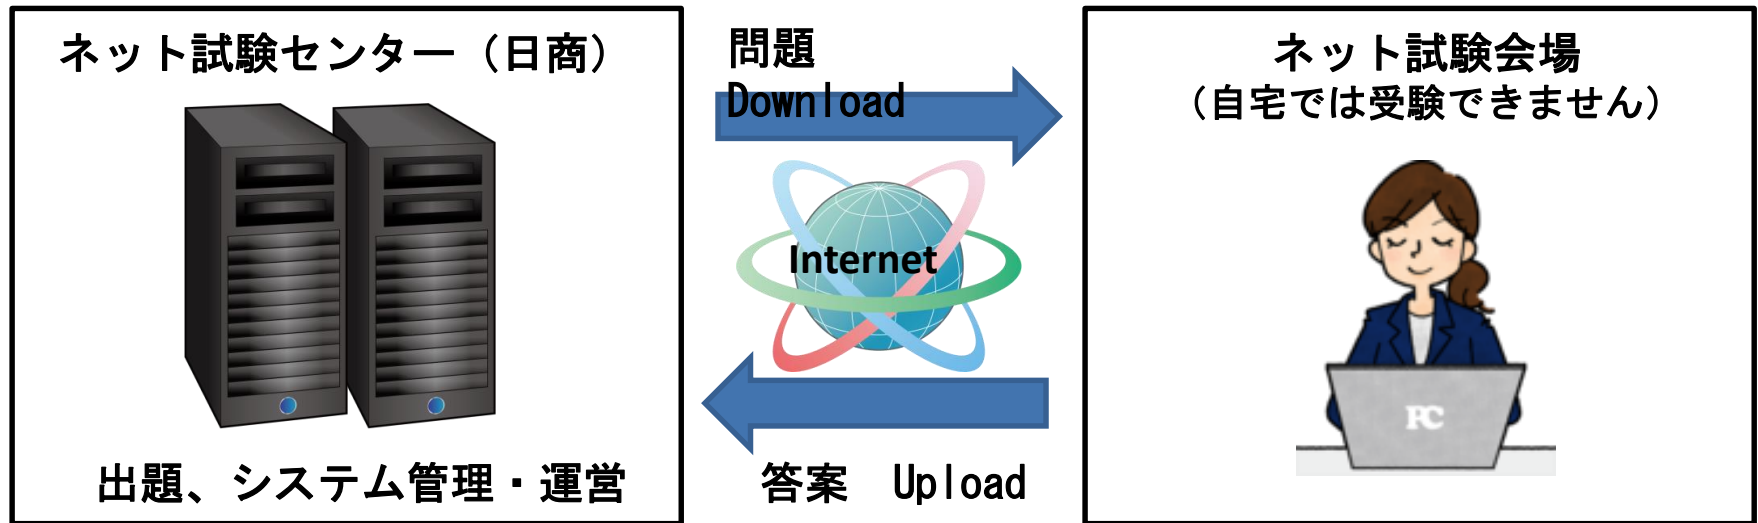 ネット試験センター（日商）
出題、システム管理・運営
問題
Download
Internet
答案　Upload
ネット試験会場
（自宅では受験できません）
PC